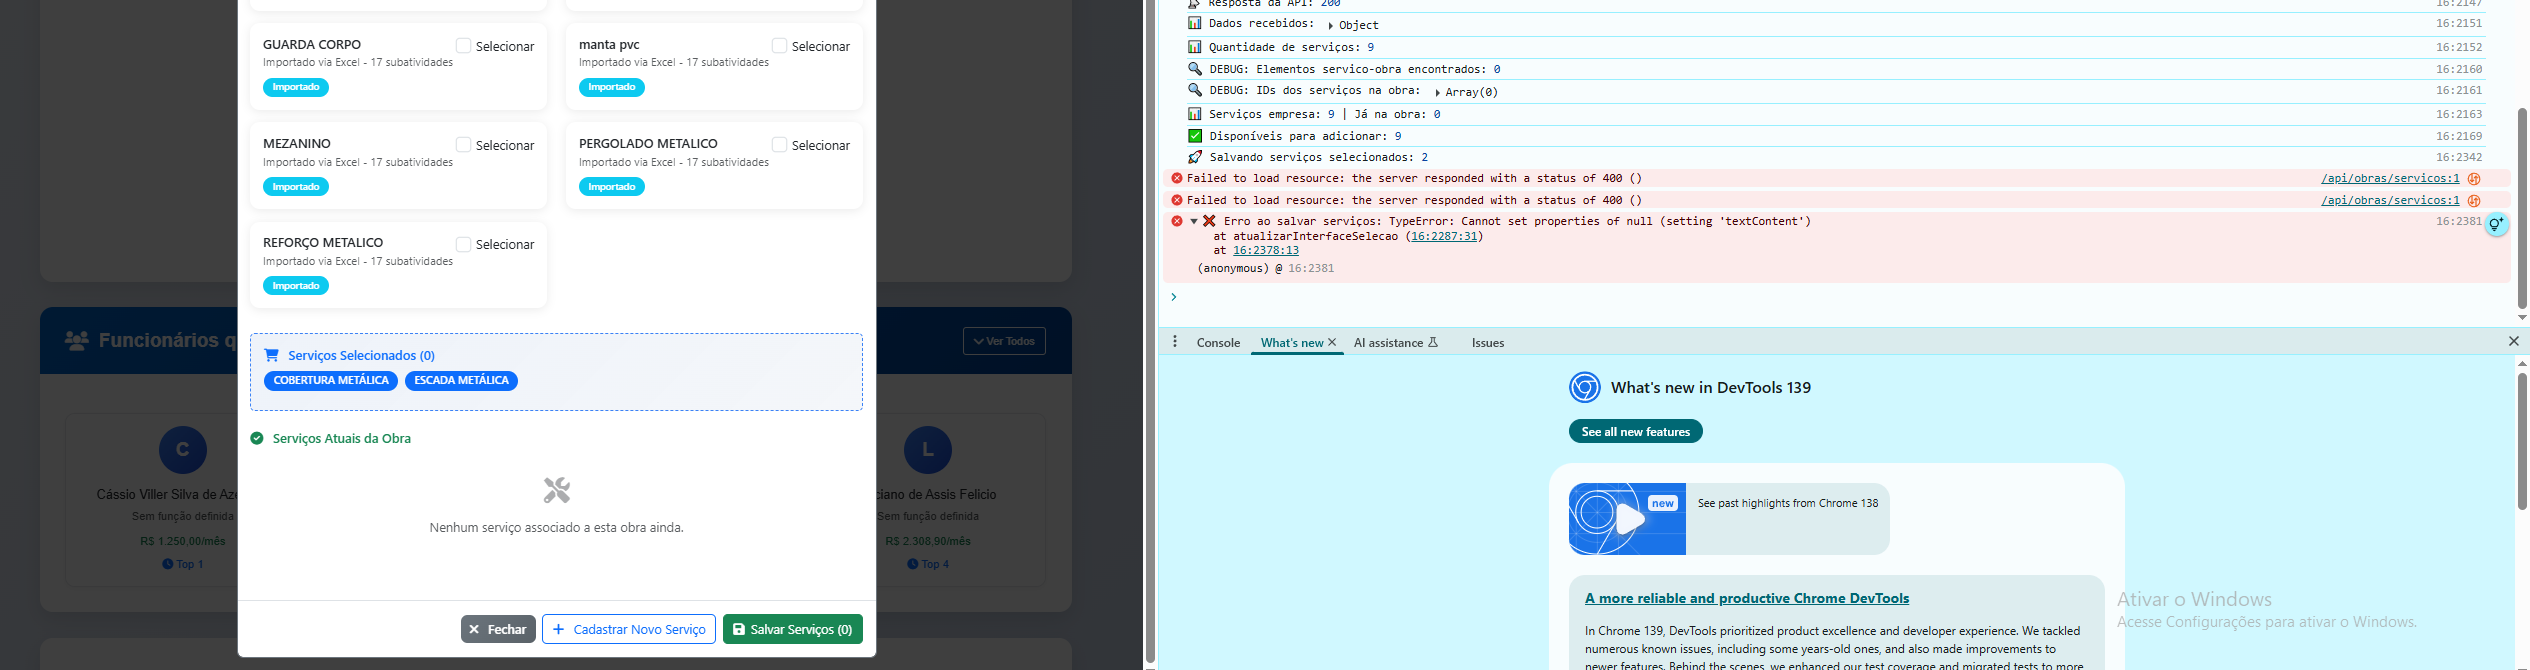 GUARDA CORPO
Selecionar
Importado via Excel - 17 subatividades
Importado
manta pvc
Selecionar
Importado via Excel - 17 subatividades
Importado
MEZANINO
Selecionar
Importado via Excel - 17 subatividades
Importado
PERGOLADO METALICO
Selecionar
Importado via Excel - 17 subatividades
Importado
REFORÇO METALICO
Selecionar
Importado via Excel - 17 subatividades
Importado
Funcionários q
Ver Todos
Serviços Selecionados (0)
COBERTURA METÁLICA
ESCADA METÁLICA
Serviços Atuais da Obra
Nenhum serviço associado a esta obra ainda.
C
Cássio Viller Silva de Aze
Sem função definida
R$ 1.250,00/mês
Top 1
L
ciano de Assis Felicio
Sem função definida
R$ 2.308,90/mês
Top 4
Fechar
Cadastrar Novo Serviço
Salvar Serviços (0)
Resposta da API: 200 16:2147
Dados recebidos: Object 16:2151
Quantidade de serviços: 9 16:2152
DEBUG: Elementos servico-obra encontrados: 0 16:2160
DEBUG: IDs dos serviços na obra: Array(0) 16:2161
Serviços empresa: 9 | Já na obra: 0 16:2163
Disponíveis para adicionar: 9 16:2169
Salvando serviços selecionados: 2 16:2342
Failed to load resource: the server responded with a status of 400 () /api/obras/servicos:1
Failed to load resource: the server responded with a status of 400 () /api/obras/servicos:1
Erro ao salvar serviços: TypeError: Cannot set properties of null (setting 'textContent') 16:2381
at atualizarInterfaceSelecao (16:2287:31)
at 16:2378:13
(anonymous) @ 16:2381
Console
What's new
AI assistance
Issues
What's new in DevTools 139
See all new features
new
See past highlights from Chrome 138
A more reliable and productive Chrome DevTools
In Chrome 139, DevTools prioritized product excellence and developer experience. We tackled
numerous known issues, including some years-old ones, and also made improvements to
newer features. Behind the scenes, we enhanced our test coverage and migrated tests to more
Ativar o Windows
Acesse Configurações para ativar o Windows.